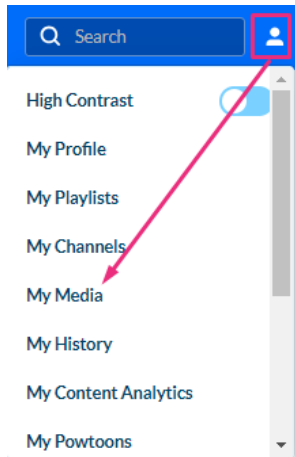 Search
High Contrast
My Profile
My Playlists
My Channels
My Media
My History
My Content Analytics
My Powtoons